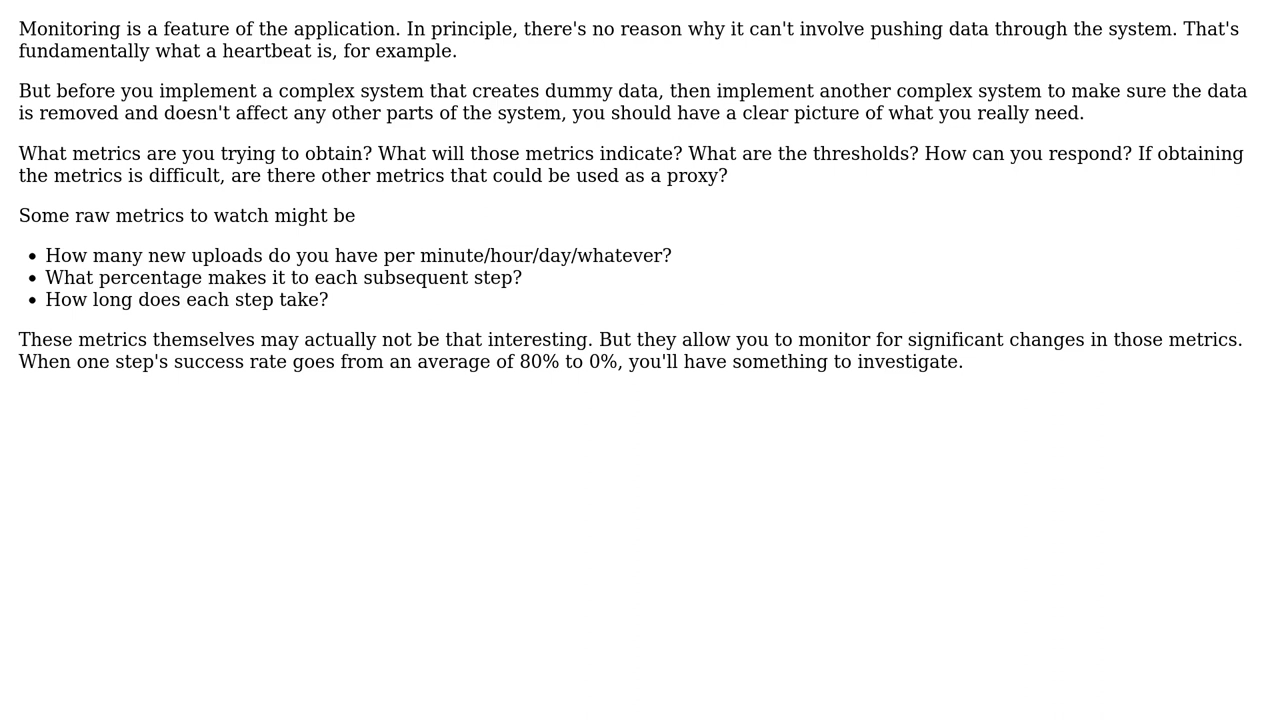 Monitoring is a feature of the application. In principle, there's no reason why it can't involve pushing data through the system. That's
fundamentally what a heartbeat is, for example.
But before you implement a complex system that creates dummy data, then implement another complex system to make sure the data
is removed and doesn't affect any other parts of the system, you should have a clear picture of what you really need.
What metrics are you trying to obtain? What will those metrics indicate? What are the thresholds? How can you respond? If obtaining
the metrics is difficult, are there other metrics that could be used as a proxy?
Some raw metrics to watch might be
• How many new uploads do you have per minute/hour/day/whatever?
• What percentage makes it to each subsequent step?
• How long does each step take?
These metrics themselves may actually not be that interesting. But they allow you to monitor for significant changes in those metrics.
When one step's success rate goes from an average of 80% to 0%, you'll have something to investigate.